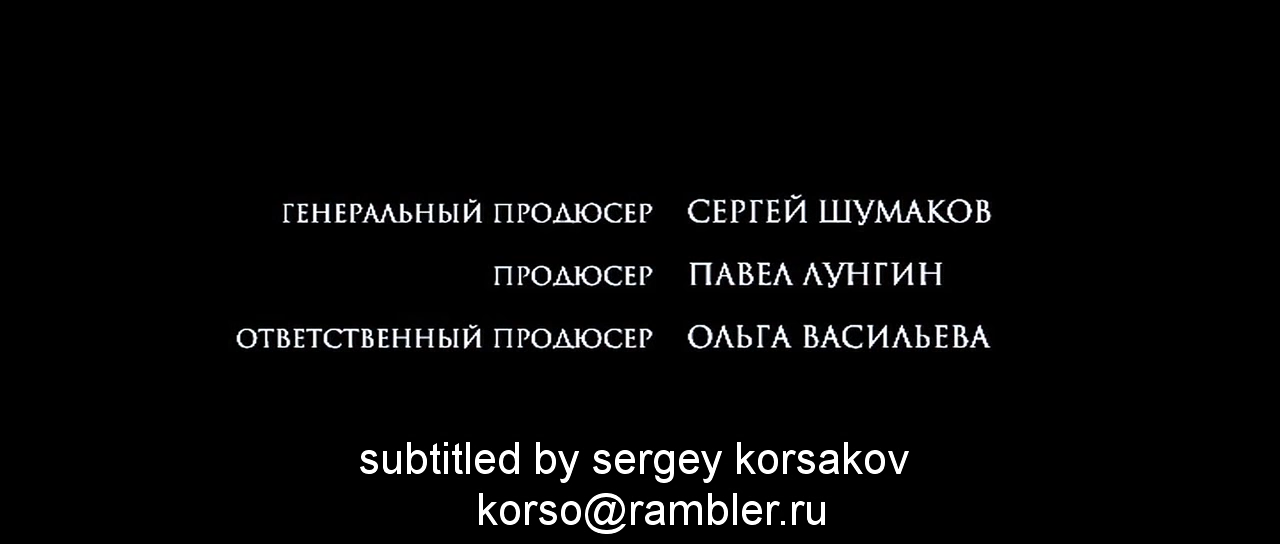 ГЕНЕРАЛЬНЫЙ ПРОДЮСЕР СЕРГЕЙ ШУМАКОВ
ПРОДЮСЕР ПАВЕЛ ЛУНГИН
ОТВЕТСТВЕННЫЙ ПРОДЮСЕР ОЛЬГА ВАСИЛЬЕВА
subtitled by sergey korsakov
korso@rambler.ru